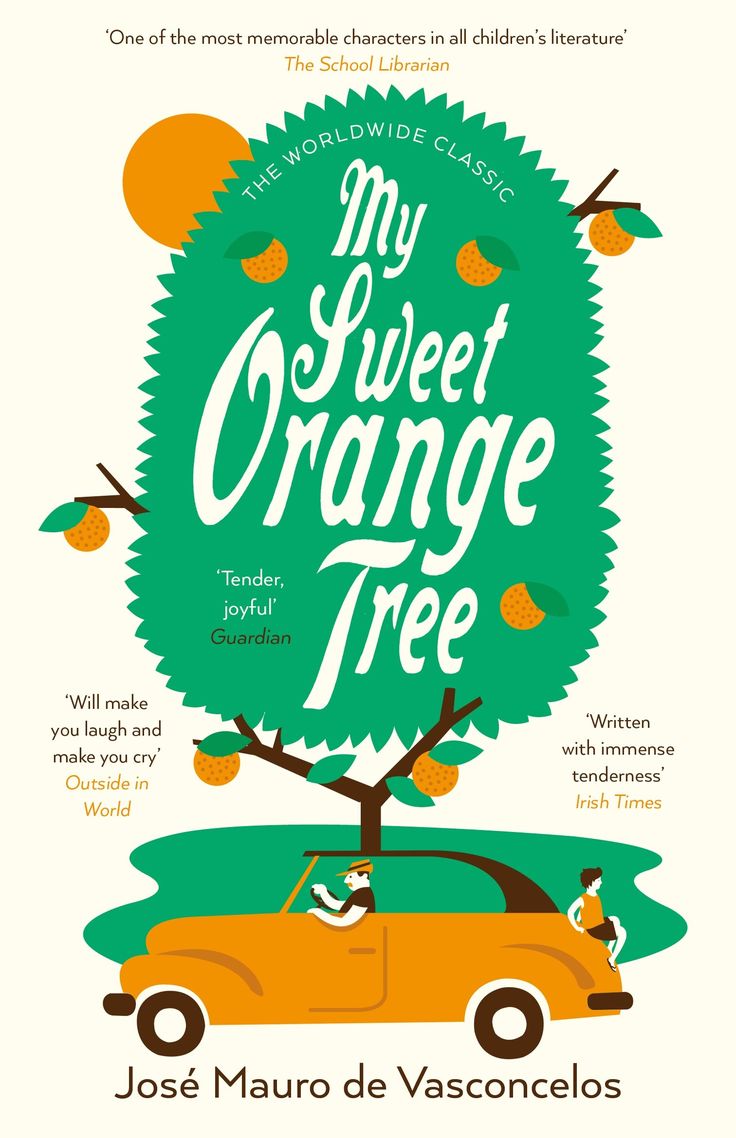 ‘One of the most memorable characters in all children’s literature’
The School Librarian
THE WORLDWIDE CLASSIC
My
Sweet
Orange
Tree
‘Tender,
joyful’
Guardian
‘Will make
you laugh and
make you cry’
Outside in
World
‘Written
with immense
tenderness’
Irish Times
José Mauro de Vasconcelos